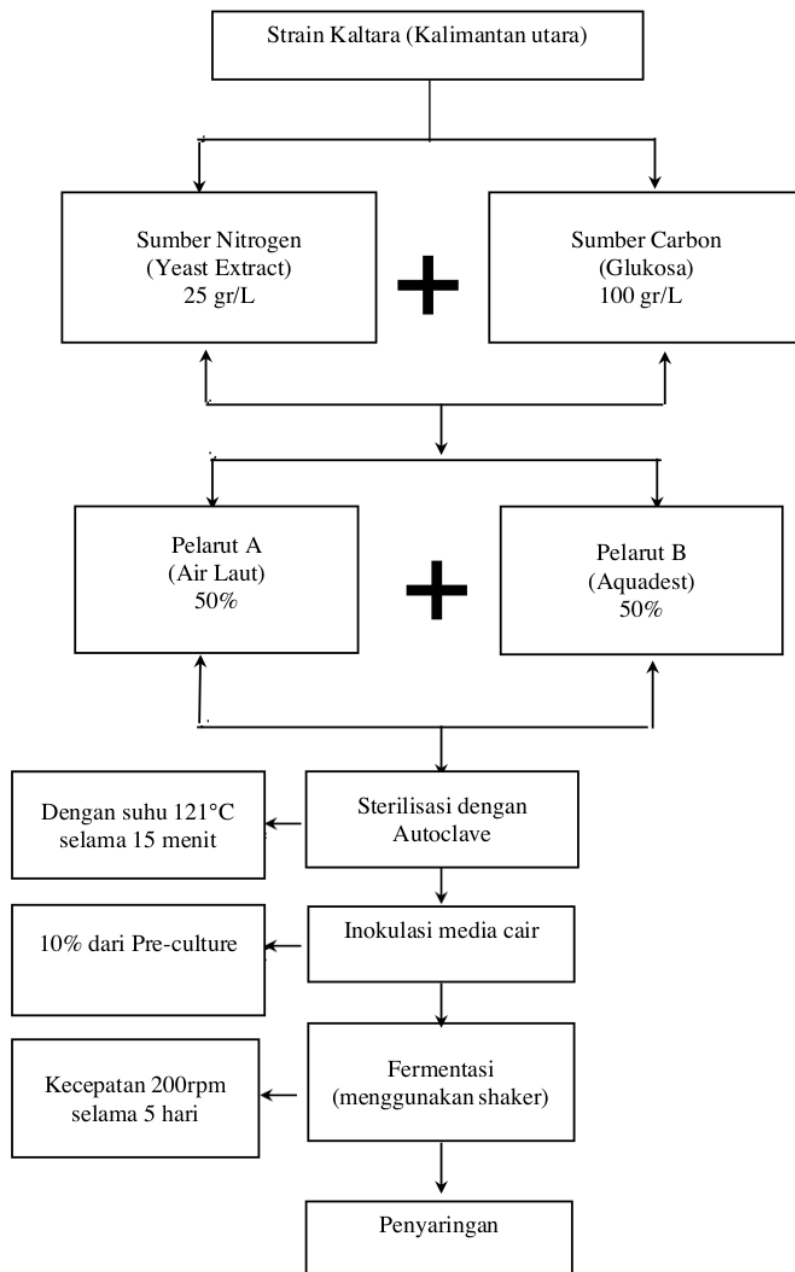 Strain Kaltara (Kalimantan utara)
Sumber Nitrogen
(Yeast Extract)
25 gr/L
Sumber Carbon
(Glukosa)
100 gr/L
Pelarut A
(Air Laut)
50%
Pelarut B
(Aquadest)
50%
Dengan suhu 121°C
selama 15 menit
Sterilisasi dengan
Autoclave
10% dari Pre-culture
Inokulasi media cair
Kecepatan 200rpm
selama 5 hari
Fermentasi
(menggunakan shaker)
Penyaringan